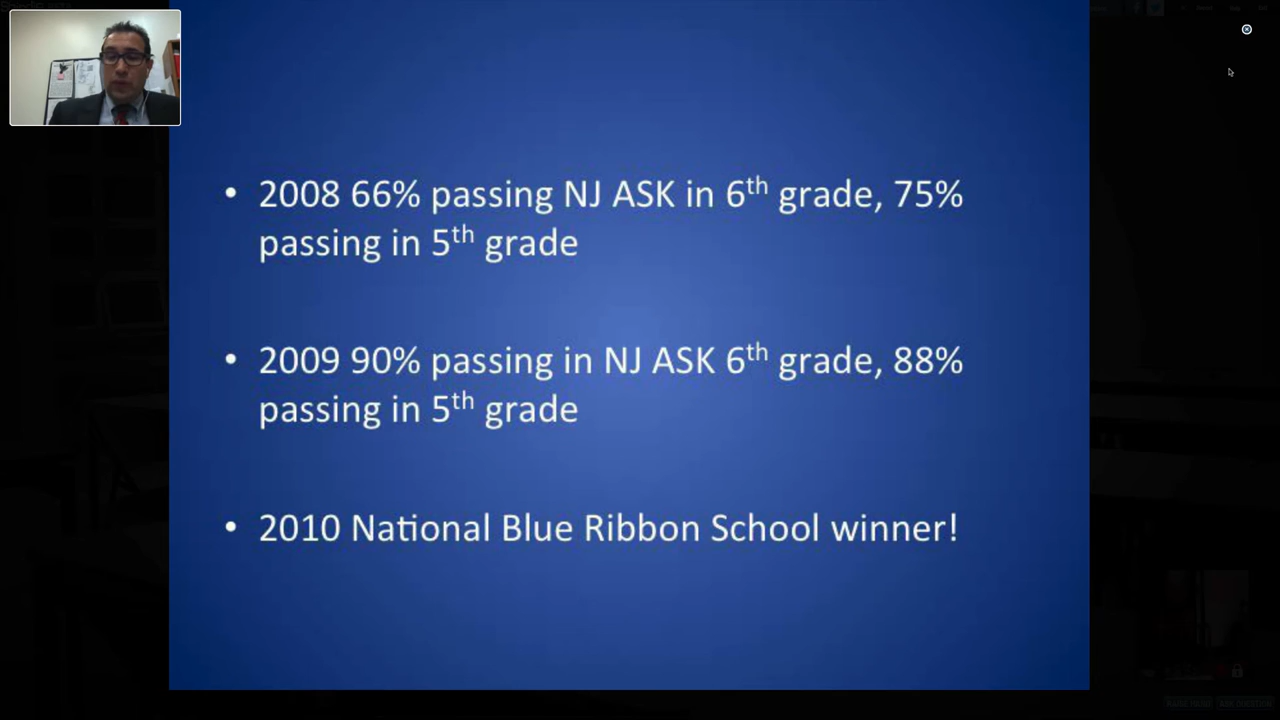 • 2008 66% passing NJ ASK in 6th grade, 75%
passing in 5th grade
• 2009 90% passing in NJ ASK 6th grade, 88%
passing in 5th grade
• 2010 National Blue Ribbon School winner!